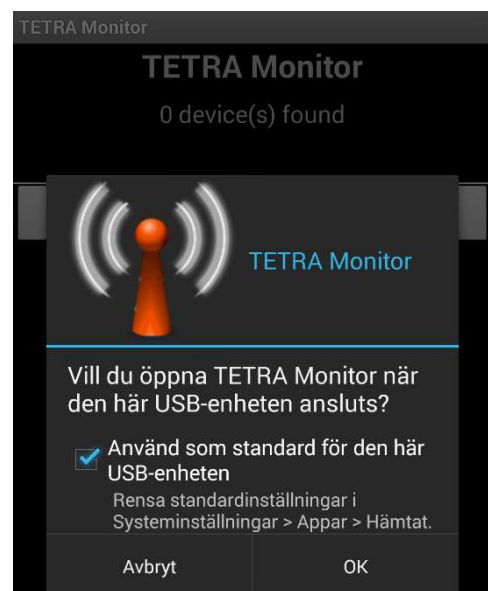 TETRA Monitor
TETRA Monitor
0 device(s) found
TETRA Monitor
Vill du öppna TETRA Monitor när
den här USB-enheten ansluts?
Använd som standard för den här
USB-enheten
Rensa standardinställningar i
Systeminställningar > Appar > Hämtat.
Avbryt
OK